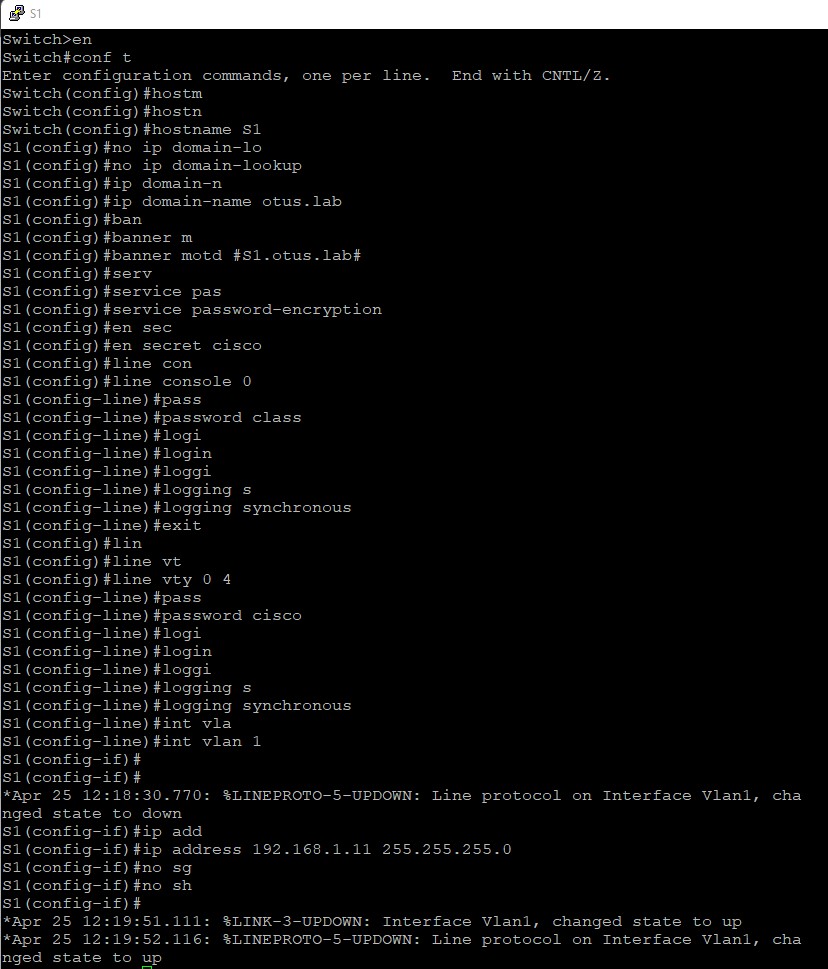 S1
Switch>en
Switch#conf t
Enter configuration commands, one per line.  End with CNTL/Z.
Switch(config)#hostm
Switch(config)#hostn
Switch(config)#hostname S1
S1(config)#no ip domain-lo
S1(config)#no ip domain-lookup
S1(config)#ip domain-n
S1(config)#ip domain-name otus.lab
S1(config)#ban
S1(config)#banner m
S1(config)#banner motd #S1.otus.lab#
S1(config)#serv
S1(config)#service pas
S1(config)#service password-encryption
S1(config)#en sec
S1(config)#en secret cisco
S1(config)#line con
S1(config)#line console 0
S1(config-line)#pass
S1(config-line)#password class
S1(config-line)#logi
S1(config-line)#login
S1(config-line)#loggi
S1(config-line)#logging s
S1(config-line)#logging synchronous
S1(config-line)#exit
S1(config)#lin
S1(config)#line vt
S1(config)#line vty 0 4
S1(config-line)#pass
S1(config-line)#password cisco
S1(config-line)#logi
S1(config-line)#login
S1(config-line)#loggi
S1(config-line)#logging s
S1(config-line)#logging synchronous
S1(config-line)#int vla
S1(config-line)#int vlan 1
S1(config-if)#
S1(config-if)#
*Apr 25 12:18:30.770: %LINEPROTO-5-UPDOWN: Line protocol on Interface Vlan1, cha
nged state to down
S1(config-if)#ip add
S1(config-if)#ip address 192.168.1.11 255.255.255.0
S1(config-if)#no sg
S1(config-if)#no sh
S1(config-if)#
*Apr 25 12:19:51.111: %LINK-3-UPDOWN: Interface Vlan1, changed state to up
*Apr 25 12:19:52.116: %LINEPROTO-5-UPDOWN: Line protocol on Interface Vlan1, cha
nged state to up